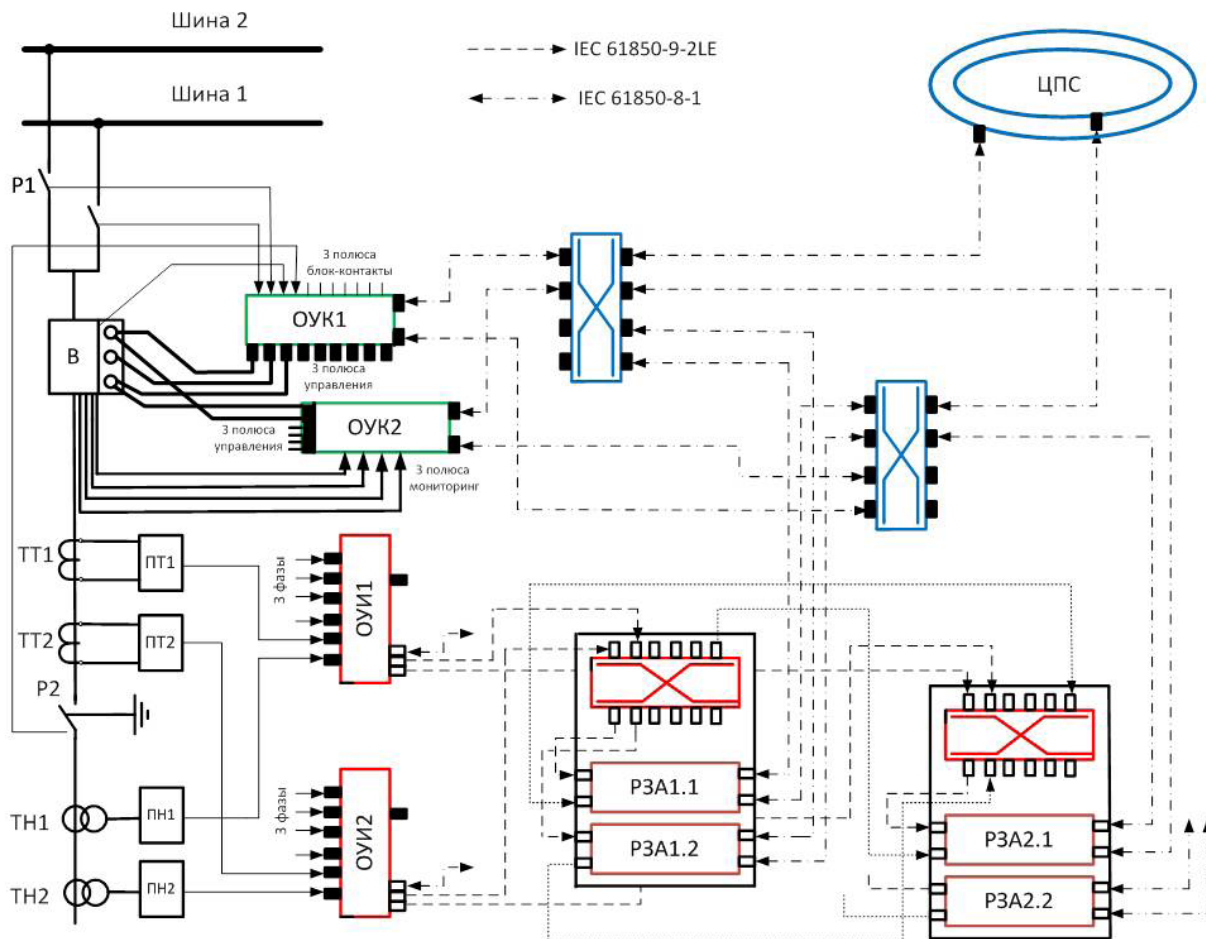 Шина 2
Шина 1
IEC 61850-9-2LE
IEC 61850-8-1
ЦПС
Р1
3 полюса
блок-контакты
ОУК1
В
3 полюса
управления
ОУК2
3 полюса
управления
3 полюса
мониторинг
ТТ1
ПТ1
3 фазы
ОУИ1
ТТ2
ПТ2
Р2
РЗА1.1
РЗА1.2
ТН1
ПН1
3 фазы
ОУИ2
ТН2
ПН2
РЗА2.1
РЗА2.2